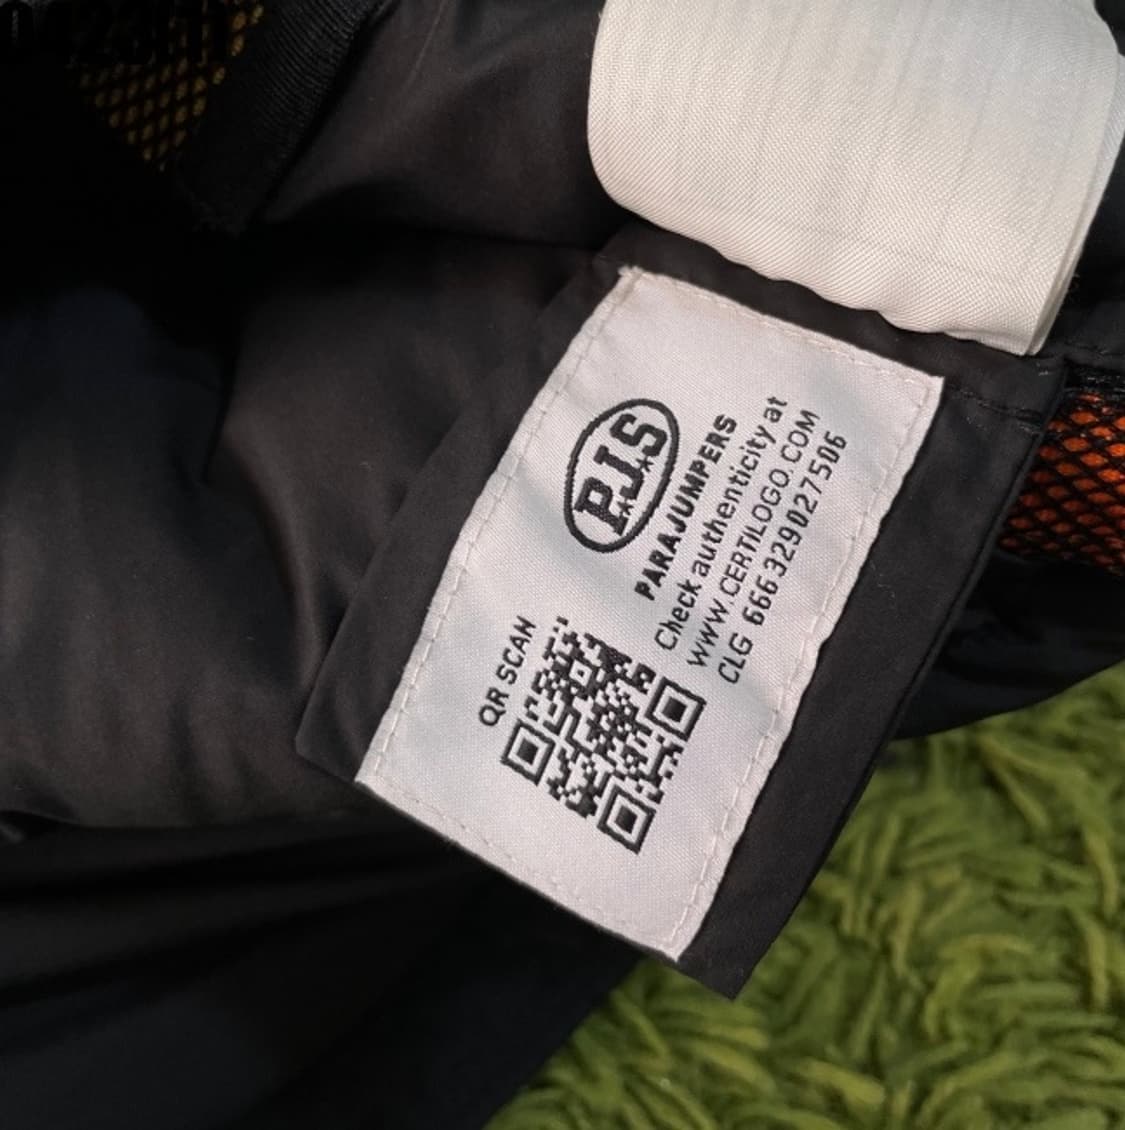 P.J.S
PARAJUMPERS
Check authenticity at
WWW.CERTILOGO.COM
CLG 666329027506
QR SCAN